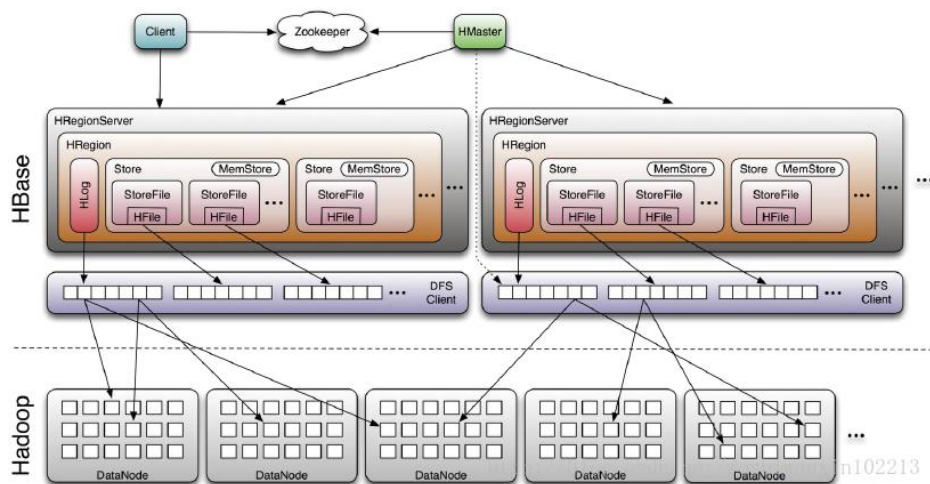 Client
Zookeeper
HMaster
HBase
HRegionServer
HRegion
HLog
Store
MemStore
StoreFile
HFile
StoreFile
HFile
...
Store
MemStore
StoreFile
HFile
...
...
HRegionServer
HRegion
HLog
Store
MemStore
StoreFile
HFile
StoreFile
HFile
...
Store
MemStore
StoreFile
HFile
...
...
...
...
DFS
Client
...
DFS
Client
Hadoop
DataNode
DataNode
DataNode
DataNode
DataNode
...